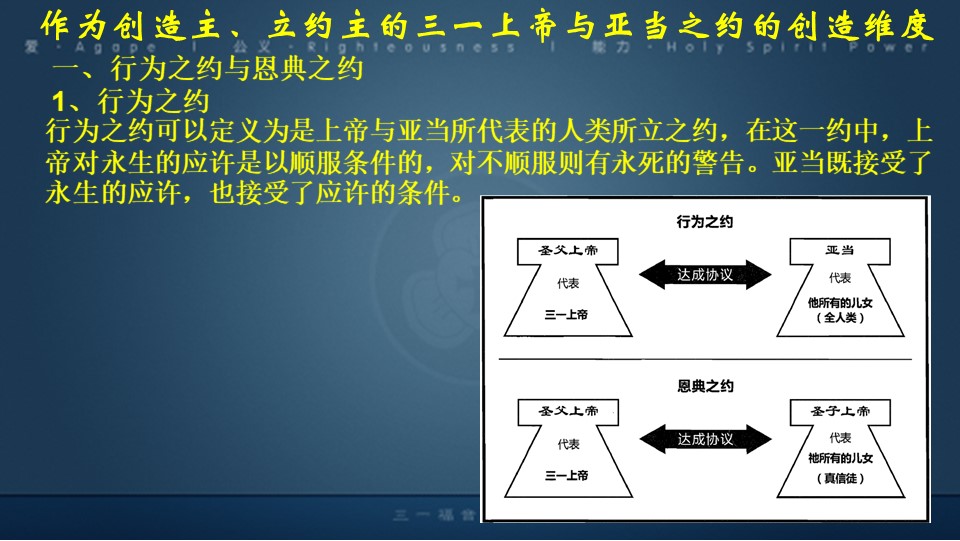 作为创造主、立约主的三一上帝与亚当之约的创造维度
爱 · Agape | 公义 · Righteousness | 能力 · Holy Spirit Power
一、行为之约与恩典之约
1、行为之约
行为之约可以定义为是上帝与亚当所代表的人类所立之约，在这一约中，上
帝对永生的应许是以顺服条件的，对不顺服则有永死的警告。亚当既接受了
永生的应许，也接受了应许的条件。
行为之约
圣父上帝
代表
三一上帝
达成协议
亚当
代表
他所有的儿女
（全人类）
恩典之约
圣父上帝
代表
三一上帝
达成协议
圣子上帝
代表
祂所有的儿女
（真信徒）
三一福音